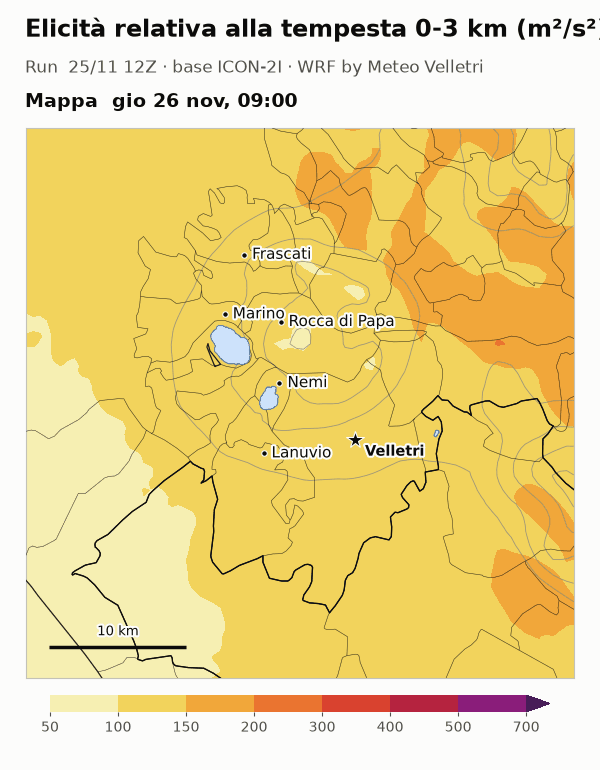 Elicità relativa alla tempesta 0-3 km (m²/s²)
Run 25/11 12Z · base ICON-2I · WRF by Meteo Velletri
Mappa gio 26 nov, 09:00
Frascati
Marino
Rocca di Papa
Nemi
Velletri
Lanuvio
10 km
50 100 150 200 300 400 500 700